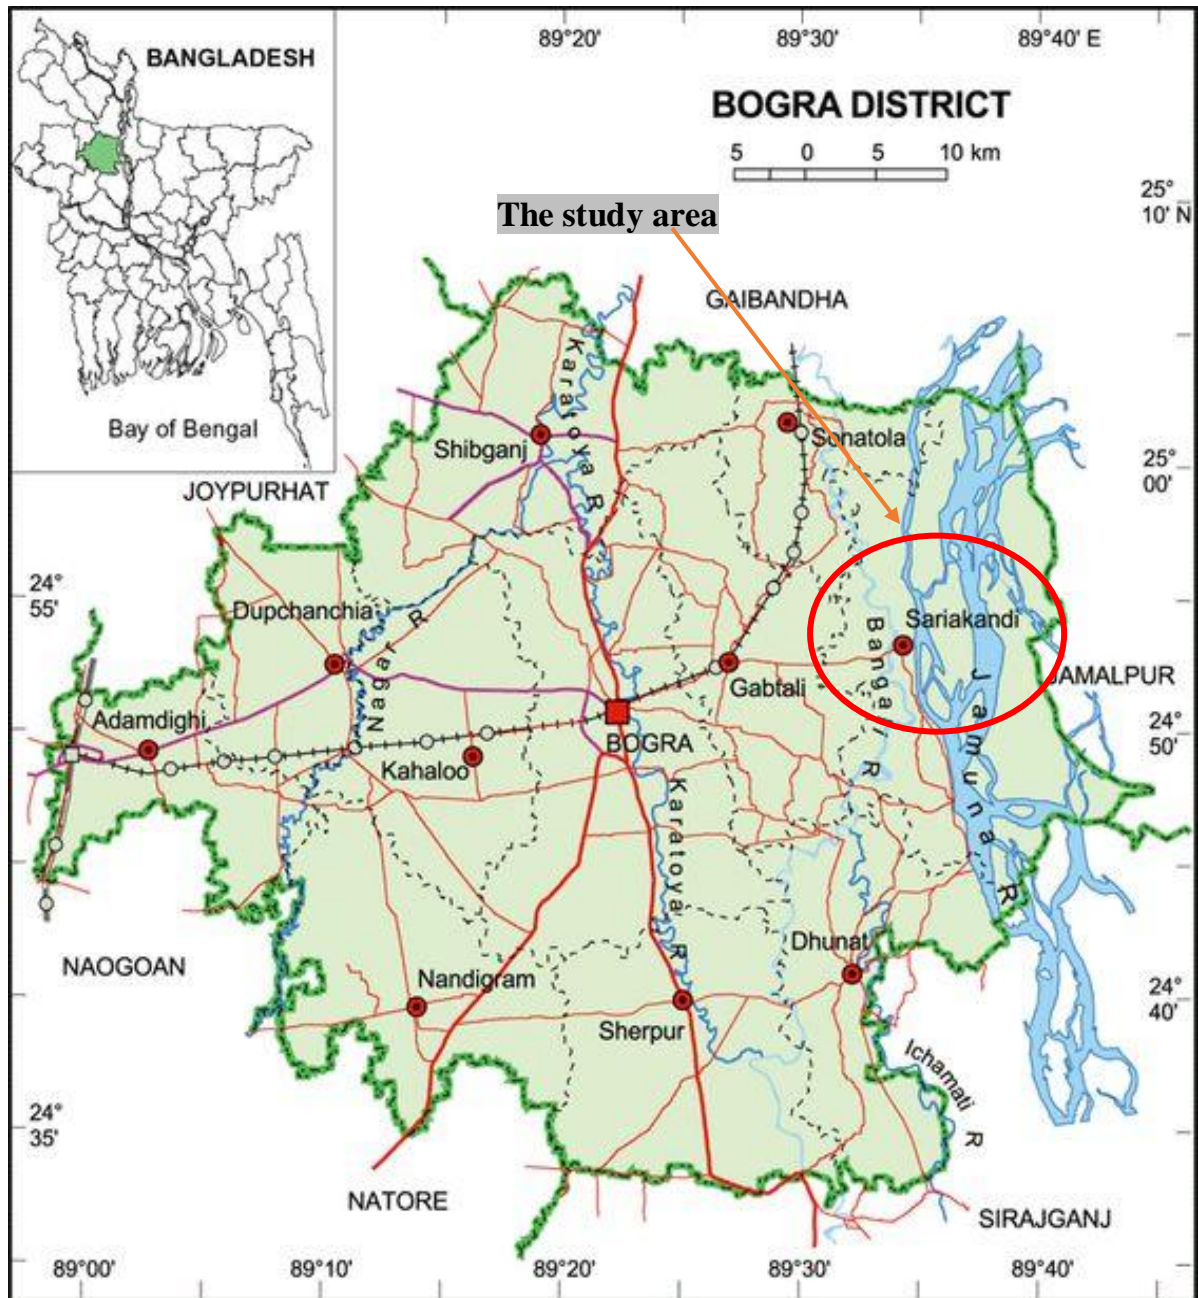 89°20'
89°30'
89°40' E
BANGLADESH
BOGRA DISTRICT
5 0 5 10 km
25°
10' N
The study area
GAIBANDHA
Karatoya R
Bay of Bengal
Sonatola
Shibganj
25°
00'
JOYPURHAT
24°
55'
Dupchanchia
Nagar R
Sariakandi
Bangali R
Jamuna R
Gabtali
JAMALPUR
Adamdighi
BOGRA
24°
50'
Kahaloo
Karatoya R
Dhunat
NAOGOAN
Nandigram
24°
40'
Sherpur
Ichamati R
24°
35'
NATORE
SIRAJGANJ
89°00'
89°10'
89°20'
89°30'
89°40'